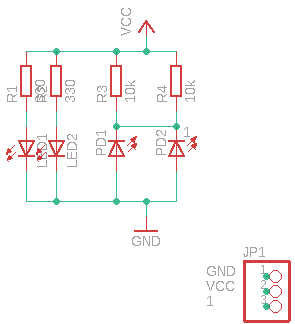 VCC
R1
330
R2
330
R3
10k
R4
10k
LED1
LED2
PD1
PD2
1
GND
JP1
GND
VCC
1
1
2
3